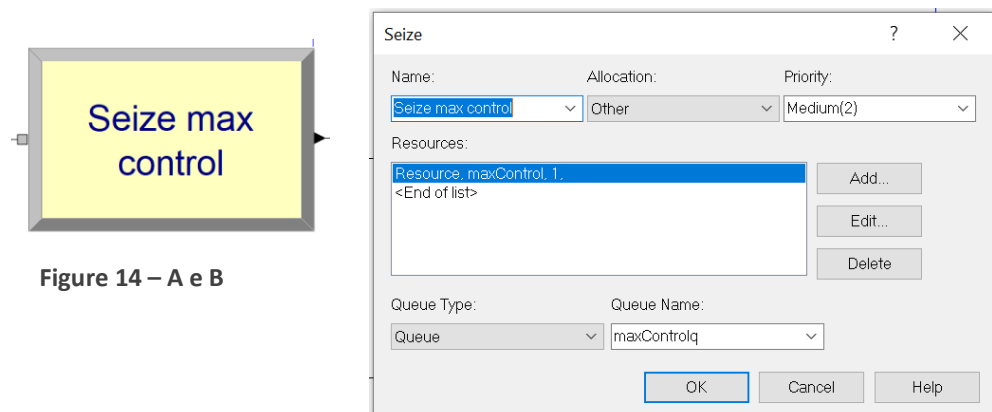 Seize max
control
Figure 14 – A e B
Seize ? ×
Name: Allocation: Priority:
Seize max control Other Medium(2)
Resources:
Resource, maxControl, 1,
<End of list>
Add...
Edit...
Delete
Queue Type: Queue Name:
Queue maxControlq
OK Cancel Help